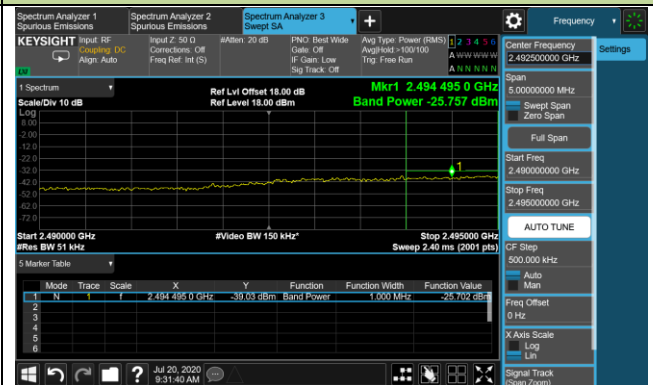 Spectrum Analyzer 1
Spurious Emissions
Spectrum Analyzer 2
Spurious Emissions
Spectrum Analyzer 3
Swept SA
+
Frequency
KEYSIGHT
Input: RF
Coupling: DC
Align: Auto
Input Z: 50 Ω
Corrections: Off
Freq Ref: Int (S)
#Atten: 20 dB
PNO: Best Wide
Gate: Off
IF Gain: Low
Sig Track: Off
Avg Type: Power (RMS)
Avg|Hold:>100/100
Trig: Free Run
1 2 3 4 5 6
A W W W W W
A N N N N N
1 Spectrum
Scale/Div 10 dB
Log
Ref Lvl Offset 18.00 dB
Ref Level 18.00 dBm
Mkr1 2.494 495 0 GHz
Band Power -25.757 dBm
8.00
-2.00
-12.0
-22.0
-32.0
-42.0
-52.0
-62.0
-72.0
1
Start 2.490000 GHz
#Res BW 51 kHz
#Video BW 150 kHz*
Stop 2.495000 GHz
Sweep 2.40 ms (2001 pts)
5 Marker Table
Mode Trace Scale X Y Function Function Width Function Value
1 N 1 f 2.494 495 0 GHz -39.03 dBm Band Power 1.000 MHz -25.702 dBm
2
3
4
5
6
Center Frequency
2.492500000 GHz
Settings
Span
5.00000000 MHz
Swept Span
Zero Span
Full Span
Start Freq
2.490000000 GHz
Stop Freq
2.495000000 GHz
AUTO TUNE
CF Step
500.000 kHz
Auto
Man
Freq Offset
0 Hz
X Axis Scale
Log
Lin
Signal Track
(Span Zoom)
?
Jul 20, 2020
9:31:40 AM